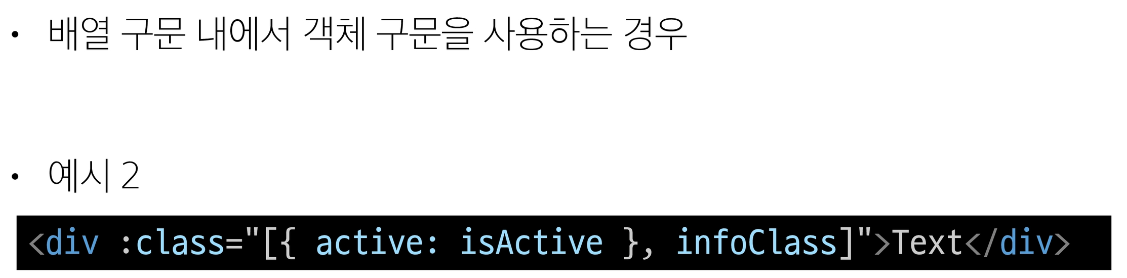 • 배열 구문 내에서 객체 구문을 사용하는 경우
• 예시 2
<div :class="[{ active: isActive }, infoClass]">Text</div>